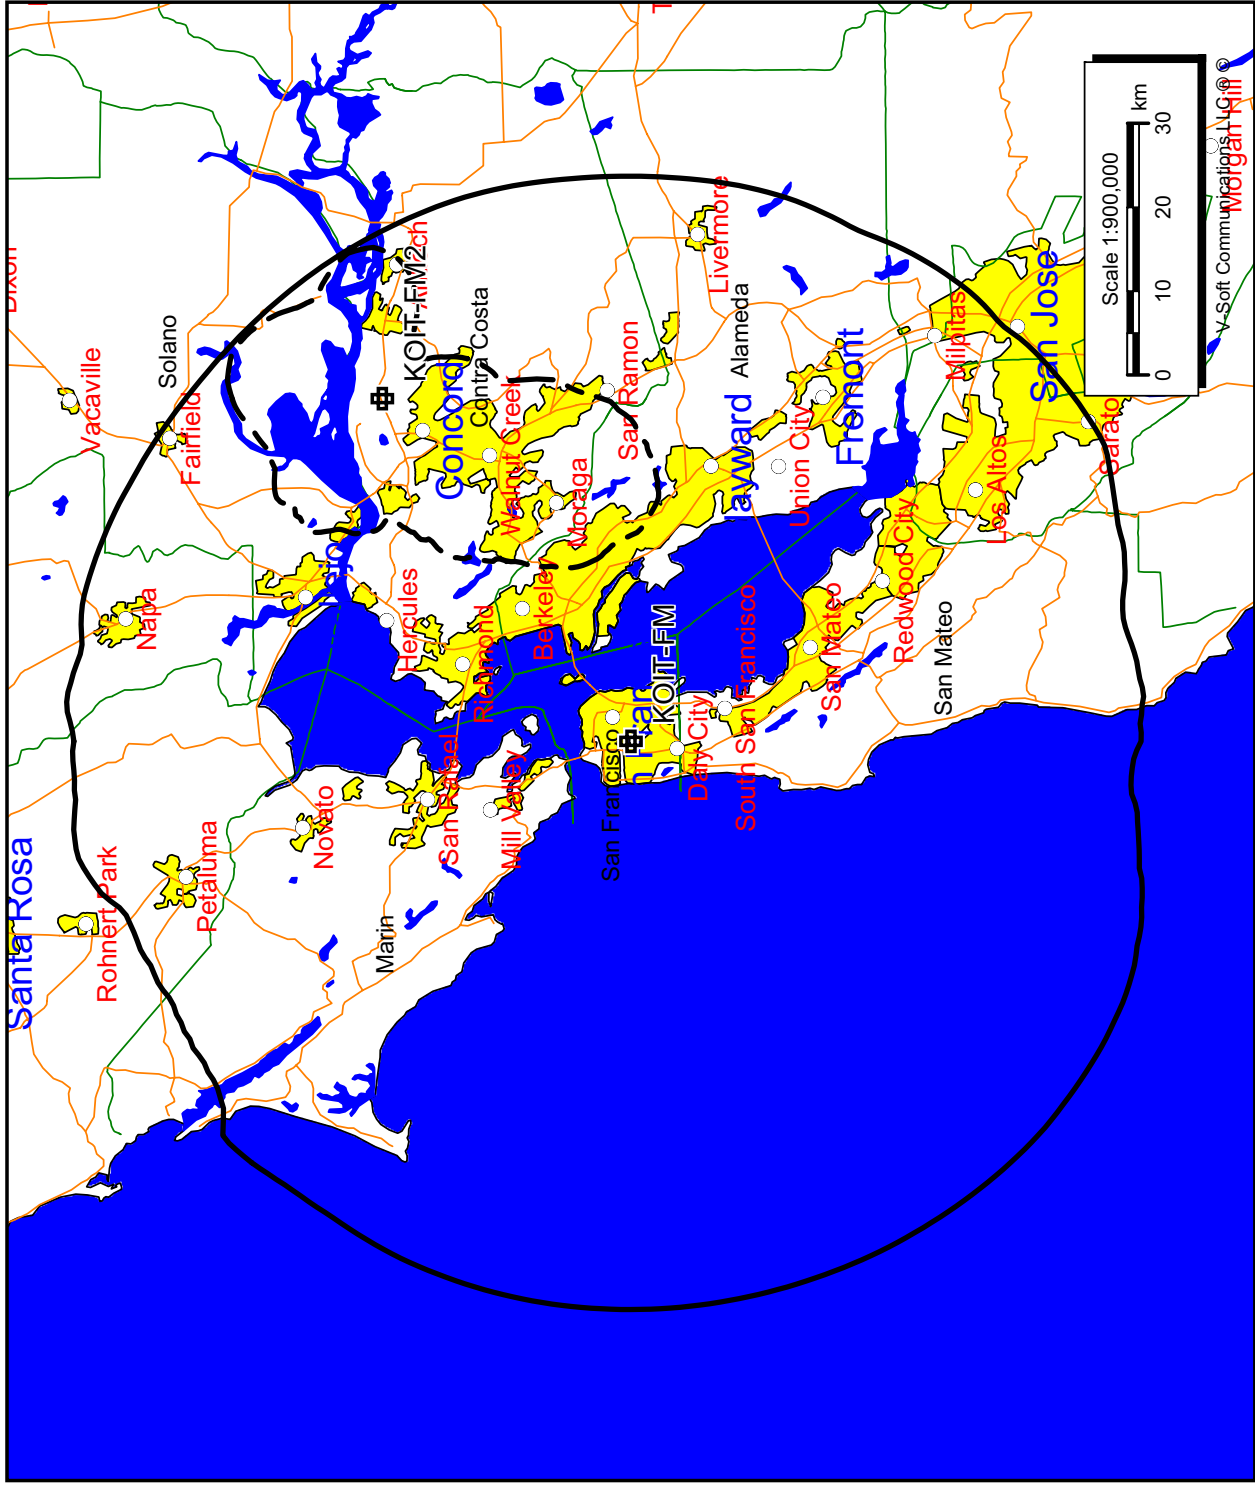 Dixon
Santa Rosa
Vacaville
Rohnert Park
Napa
Solano
Fairfield
Petaluma
Novato
Marin
Hercules
KOIT-FM2
San Rafael
Concord
Contra Costa
Richmond
Mill Valley
Walnut Creek
Berkeley
Moraga
San Francisco
San Ramon
KOIT-FM
Daly City
Livermore
ayward
Alameda
South San Francisco
Union City
San Mateo
Fremont
Redwood City
San Mateo
Milpitas
Los Altos
San Jose
Sarato
Scale 1:900,000
km
0 10 20 30
V-Soft Communications LLC ® ©
Morgan Hill